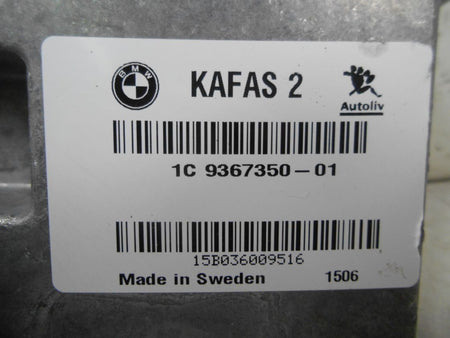 BMW
KAFAS 2
Autoliv
1C 9367350-01
15B036009516
Made in Sweden 1506